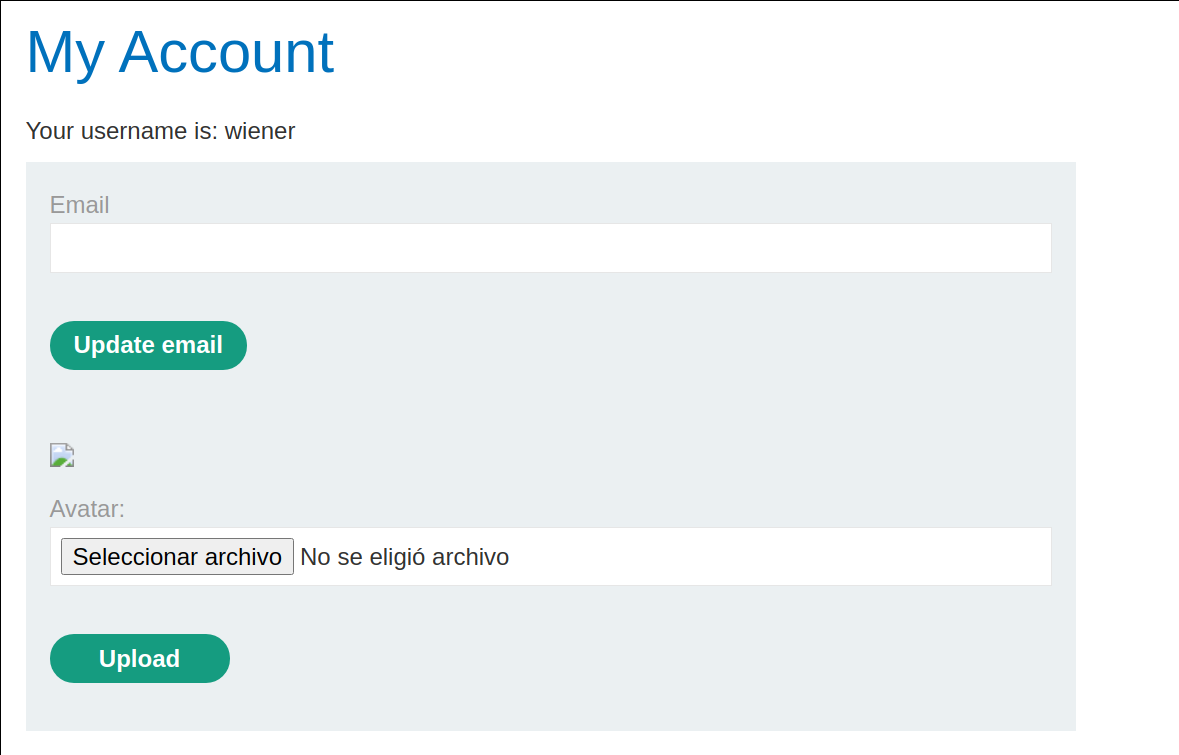 My Account
Your username is: wiener
Email
Update email
Avatar:
Seleccionar archivo No se eligió archivo
Upload